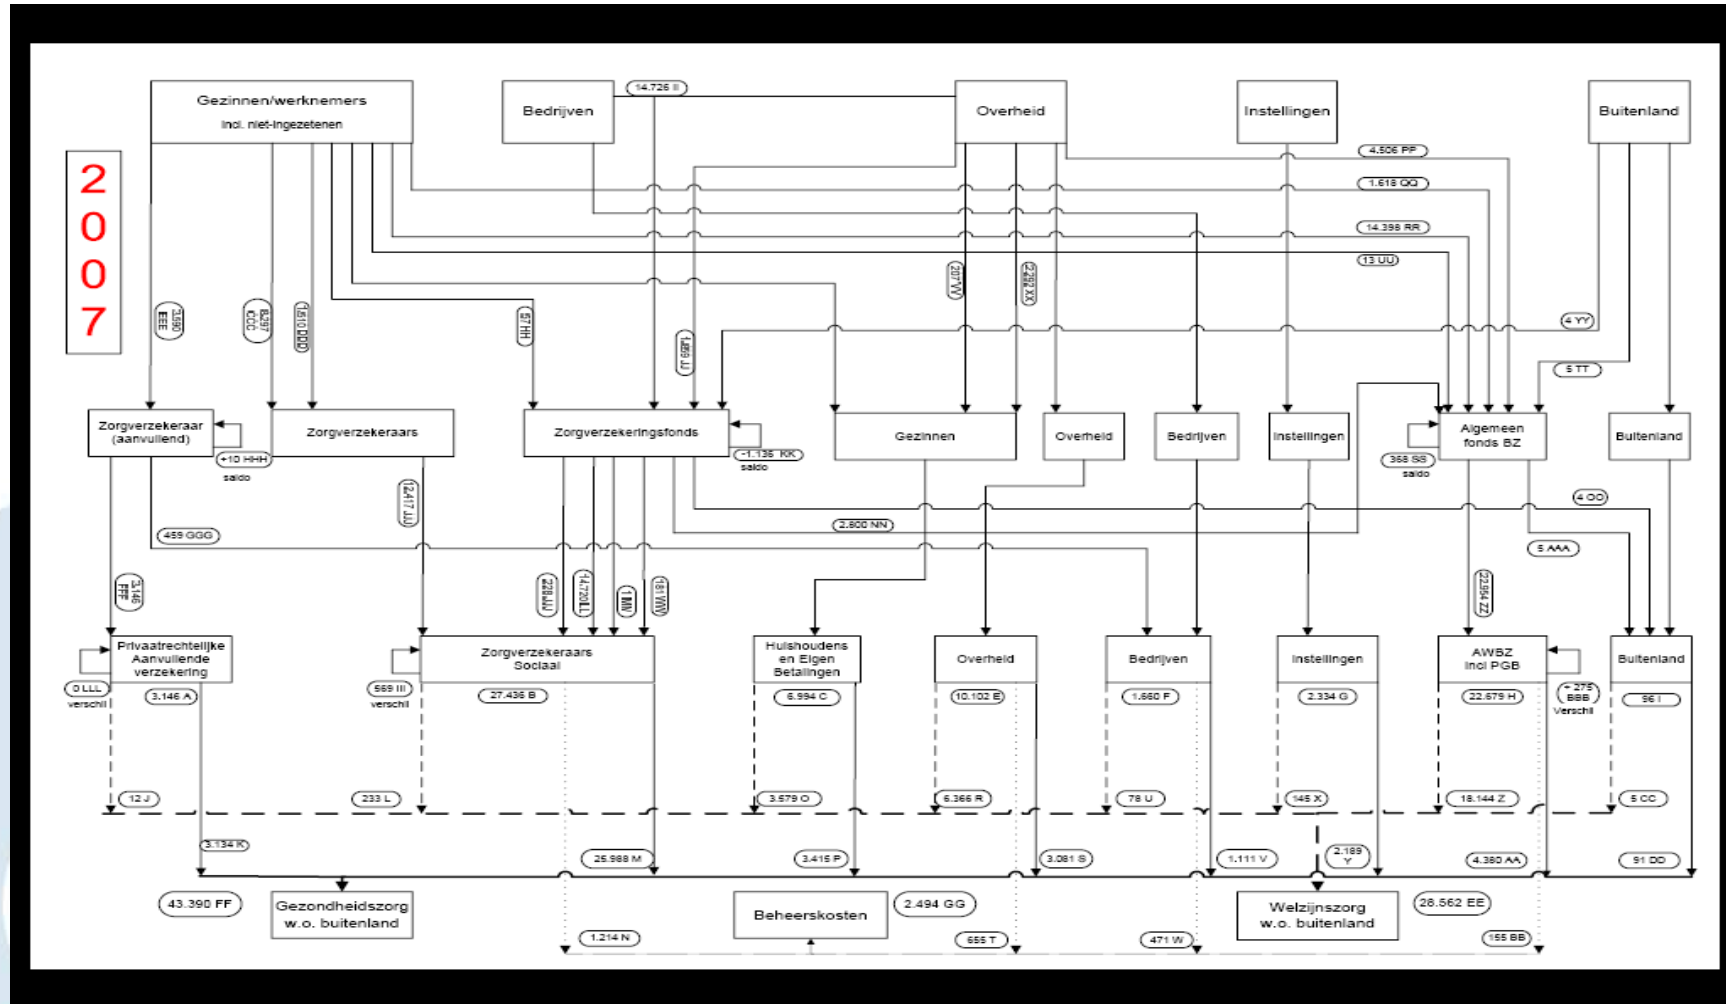 14.726 II
Gezinnen/werknemers
incl. niet-ingezetenen
Bedrijven
Overheid
Instellingen
Buitenland
2
0
0
7
4.506 PP
1.618 QQ
14.398 RR
13 UU
207 VV
2.292 XX
3.590
EEE
8.297
CCC
1.510 DDD
57 HH
4 YY
5 TT
Zorgverzekeraar
(aanvullend)
Zorgverzekeraars
Zorgverzekeringsfonds
Gezinnen
Overheid
Bedrijven
Instellingen
Algemeen
fonds BZ
Buitenland
+10 HHH
saldo
-1.136 KK
saldo
368 SS
saldo
12.417 JJJ
4 OO
2.800 NN
459 GGG
5 AAA
3.146
FFF
228 JJJ
14.720 LL
1 MM
181 WW
22.954 ZZ
Privaatrechtelijke
Aanvullende
verzekering
Zorgverzekeraars
Sociaal
Huishoudens
en Eigen
Betalingen
Overheid
Bedrijven
Instellingen
AWBZ
incl PGB
Buitenland
0 LLL
verschil
3.146 A
569 III
verschil
27.436 B
6.994 C
10.102 E
1.660 F
2.334 G
22.679 H
+ 275
BBB
Verschil
96 I
12 J
233 L
3.579 O
6.366 R
78 U
145 X
18.144 Z
5 CC
3.134 K
25.988 M
3.415 P
3.081 S
1.111 V
2.189
Y
4.380 AA
91 DD
43.390 FF
Gezondheidszorg
w.o. buitenland
Beheerskosten
2.494 GG
Welzijnszorg
w.o. buitenland
28.562 EE
1.214 N
655 T
471 W
155 BB